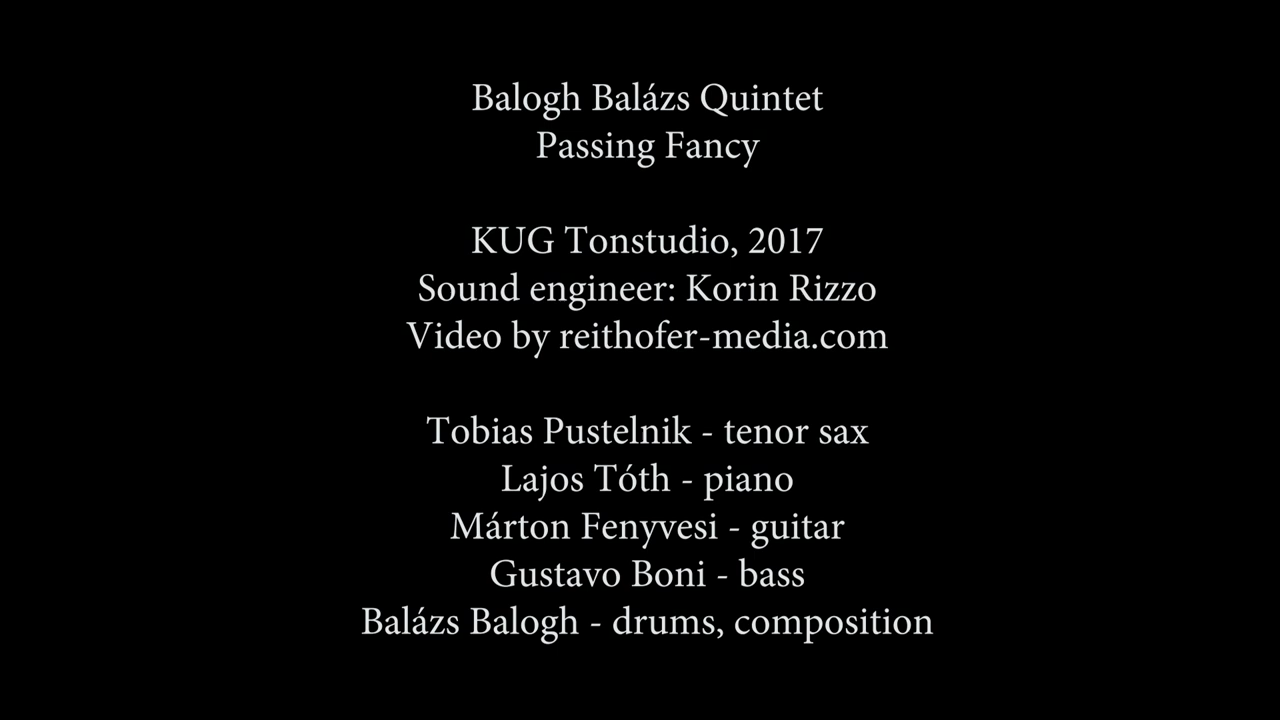 Balogh Balázs Quintet
Passing Fancy
KUG Tonstudio, 2017
Sound engineer: Korin Rizzo
Video by reithofer-media.com
Tobias Pustelnik - tenor sax
Lajos Tóth - piano
Márton Fenyvesi - guitar
Gustavo Boni - bass
Balázs Balogh - drums, composition